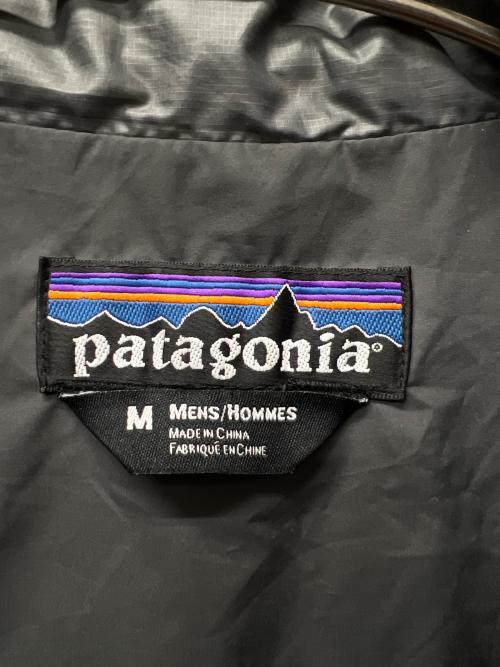 patagonia®
M MENS/HOMMES
MADE IN CHINA
FABRIQUÉ EN CHINE